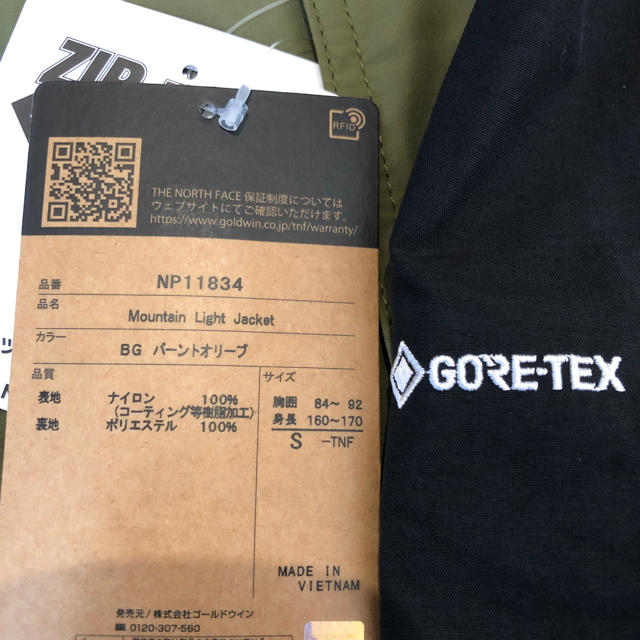 ZIP
RFID
THE NORTH FACE 保証制度については
ウェブサイトにてご確認いただけます。
https://www.goldwin.co.jp/tnf/warranty/
品番 NP11834
品名 Mountain Light Jacket
カラー BG バーントオリーブ
品質 サイズ
表地 ナイロン 100% 胸囲 84～ 92
(コーティング等樹脂加工) 身長 160～170
裏地 ポリエステル 100% S -TNF
MADE IN
VIETNAM
発売元/株式会社ゴールドウイン
0120-307-560
GORE-TEX